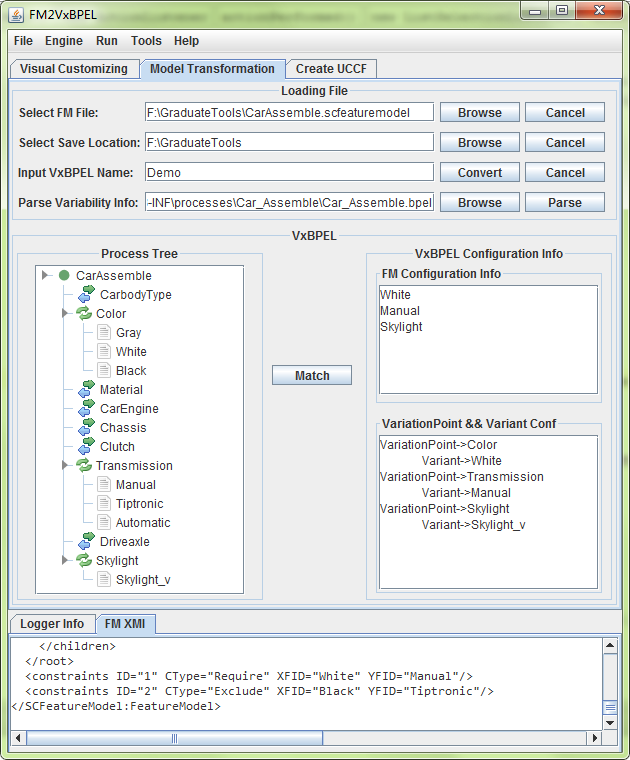 FM2VxBPEL
File Engine Run Tools Help
Visual Customizing Model Transformation Create UCCF
Loading File
Select FM File: F:\GraduateTools\CarAssemble.scfeaturemodel Browse Cancel
Select Save Location: F:\GraduateTools Browse Cancel
Input VxBPEL Name: Demo Convert Cancel
Parse Variability Info: -INF\processes\Car_Assemble\Car_Assemble.bpel Browse Parse
VxBPEL
Process Tree
CarAssemble
CarbodyType
Color
Gray
White
Black
Material
CarEngine
Chassis
Clutch
Transmission
Manual
Tiptronic
Automatic
Driveaxle
Skylight
Skylight_v
Match
VxBPEL Configuration Info
FM Configuration Info
White
Manual
Skylight
VariationPoint && Variant Conf
VariationPoint->Color
Variant->White
VariationPoint->Transmission
Variant->Manual
VariationPoint->Skylight
Variant->Skylight_v
Logger Info FM XMI
</children>
</root>
<constraints ID="1" CType="Require" XFID="White" YFID="Manual"/>
<constraints ID="2" CType="Exclude" XFID="Black" YFID="Tiptronic"/>
</SCFeatureModel:FeatureModel>